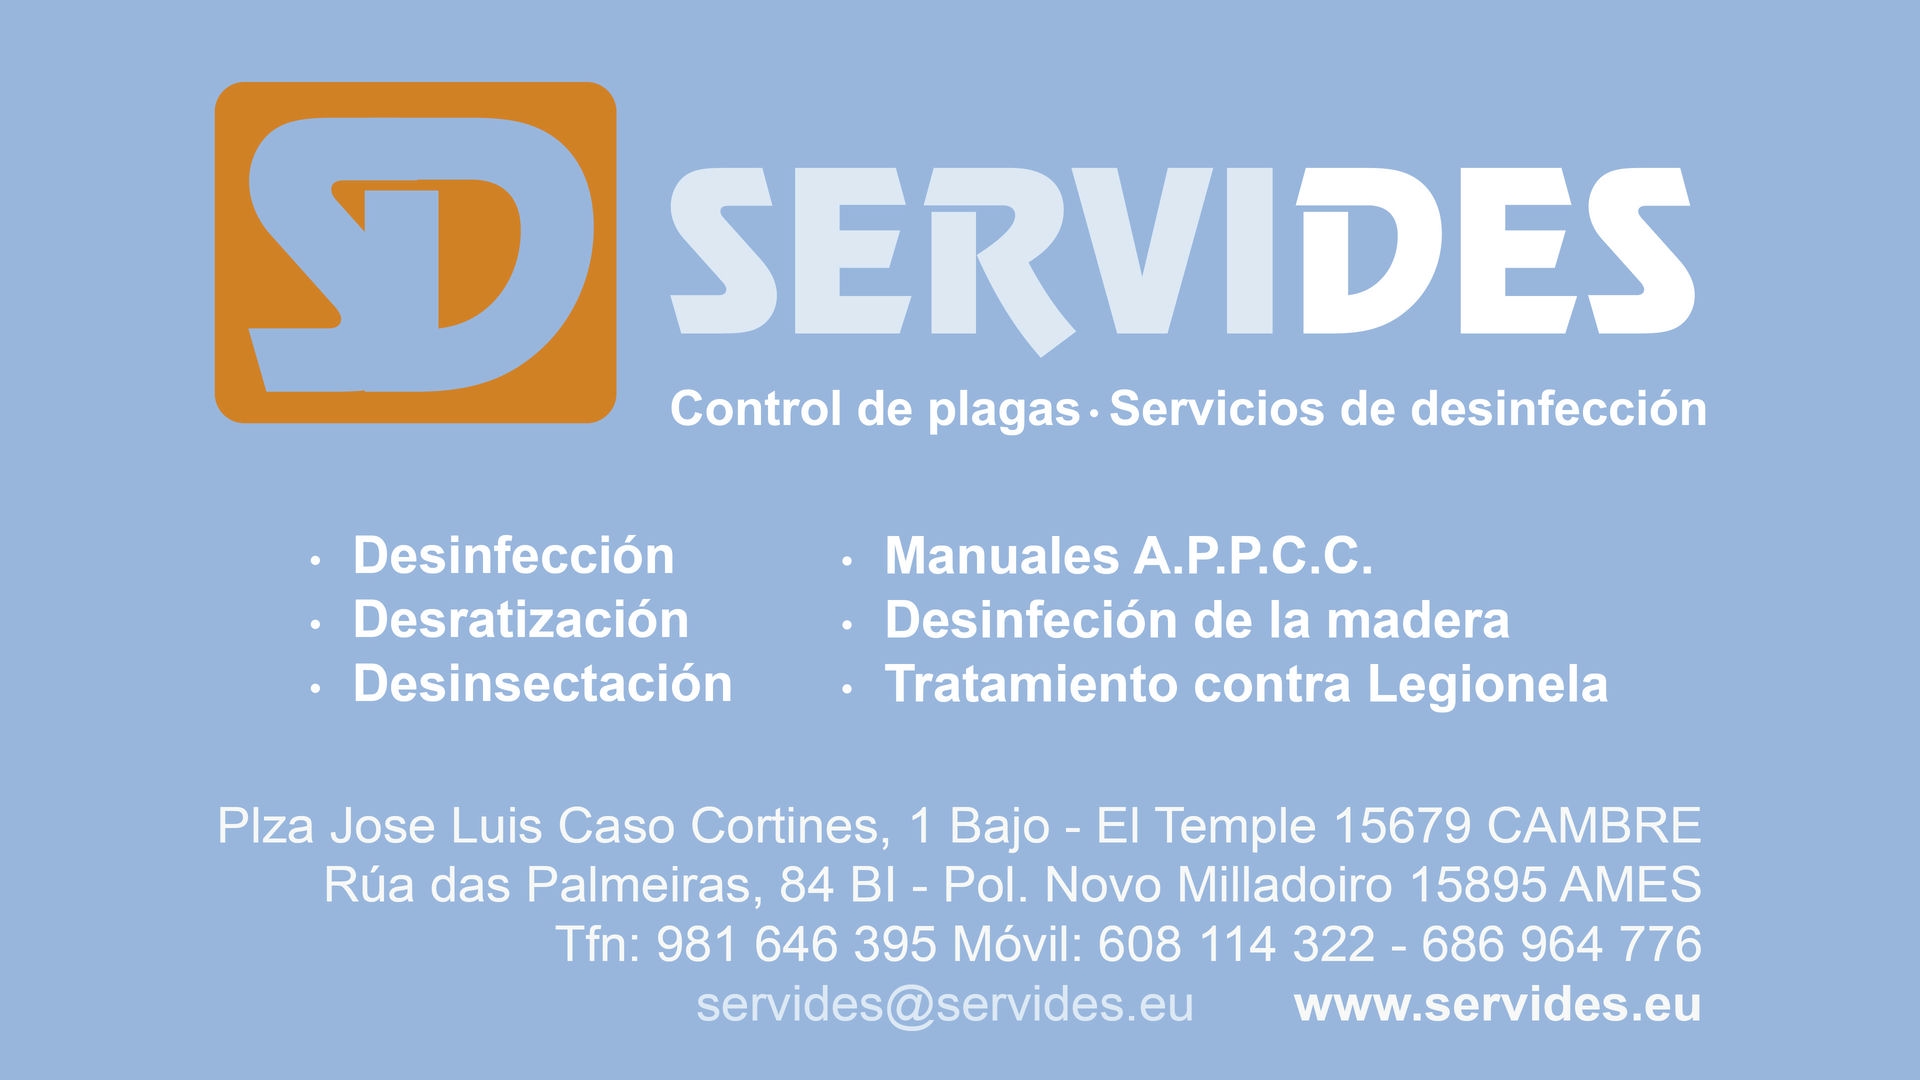 SD
SERVIDES
Control de plagas · Servicios de desinfección
· Desinfección
· Desratización
· Desinsectación
· Manuales A.P.P.C.C.
· Desinfeción de la madera
· Tratamiento contra Legionela
Plza Jose Luis Caso Cortines, 1 Bajo - El Temple 15679 CAMBRE
Rúa das Palmeiras, 84 BI - Pol. Novo Milladoiro 15895 AMES
Tfn: 981 646 395 Móvil: 608 114 322 - 686 964 776
servides@servides.eu www.servides.eu